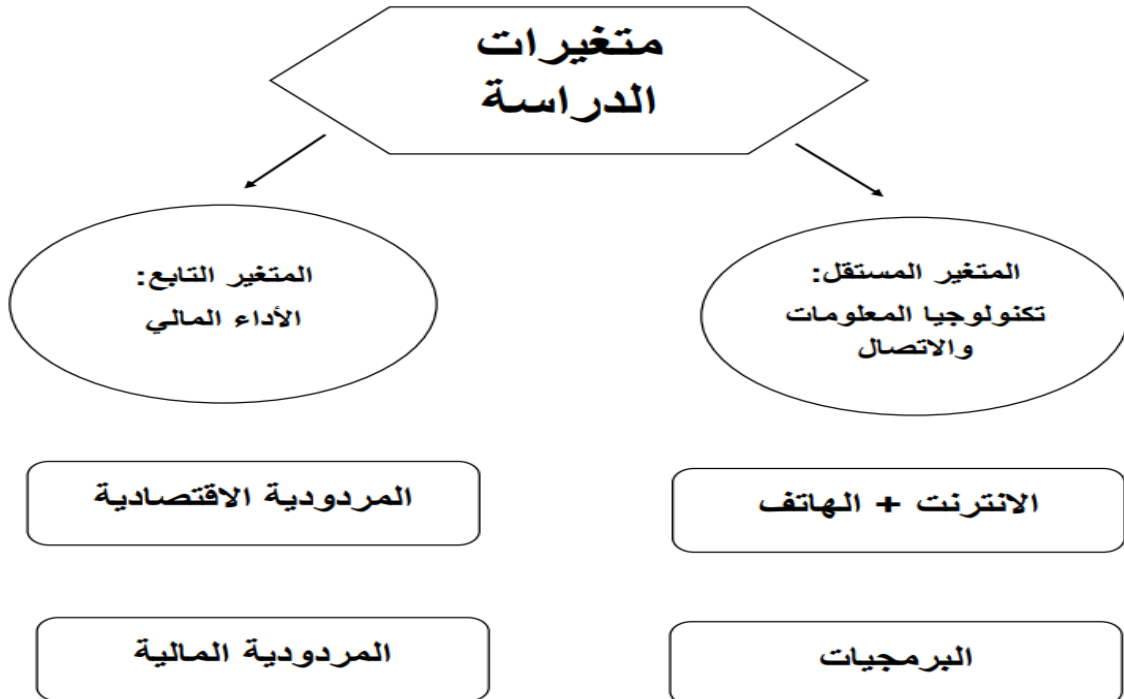 متغيرات
الدراسة
المتغير المستقل:
تكنولوجيا المعلومات
والاتصال
المتغير التابع:
الأداء المالي
الانترنت + الهاتف
المردودية الاقتصادية
البرمجيات
المردودية المالية